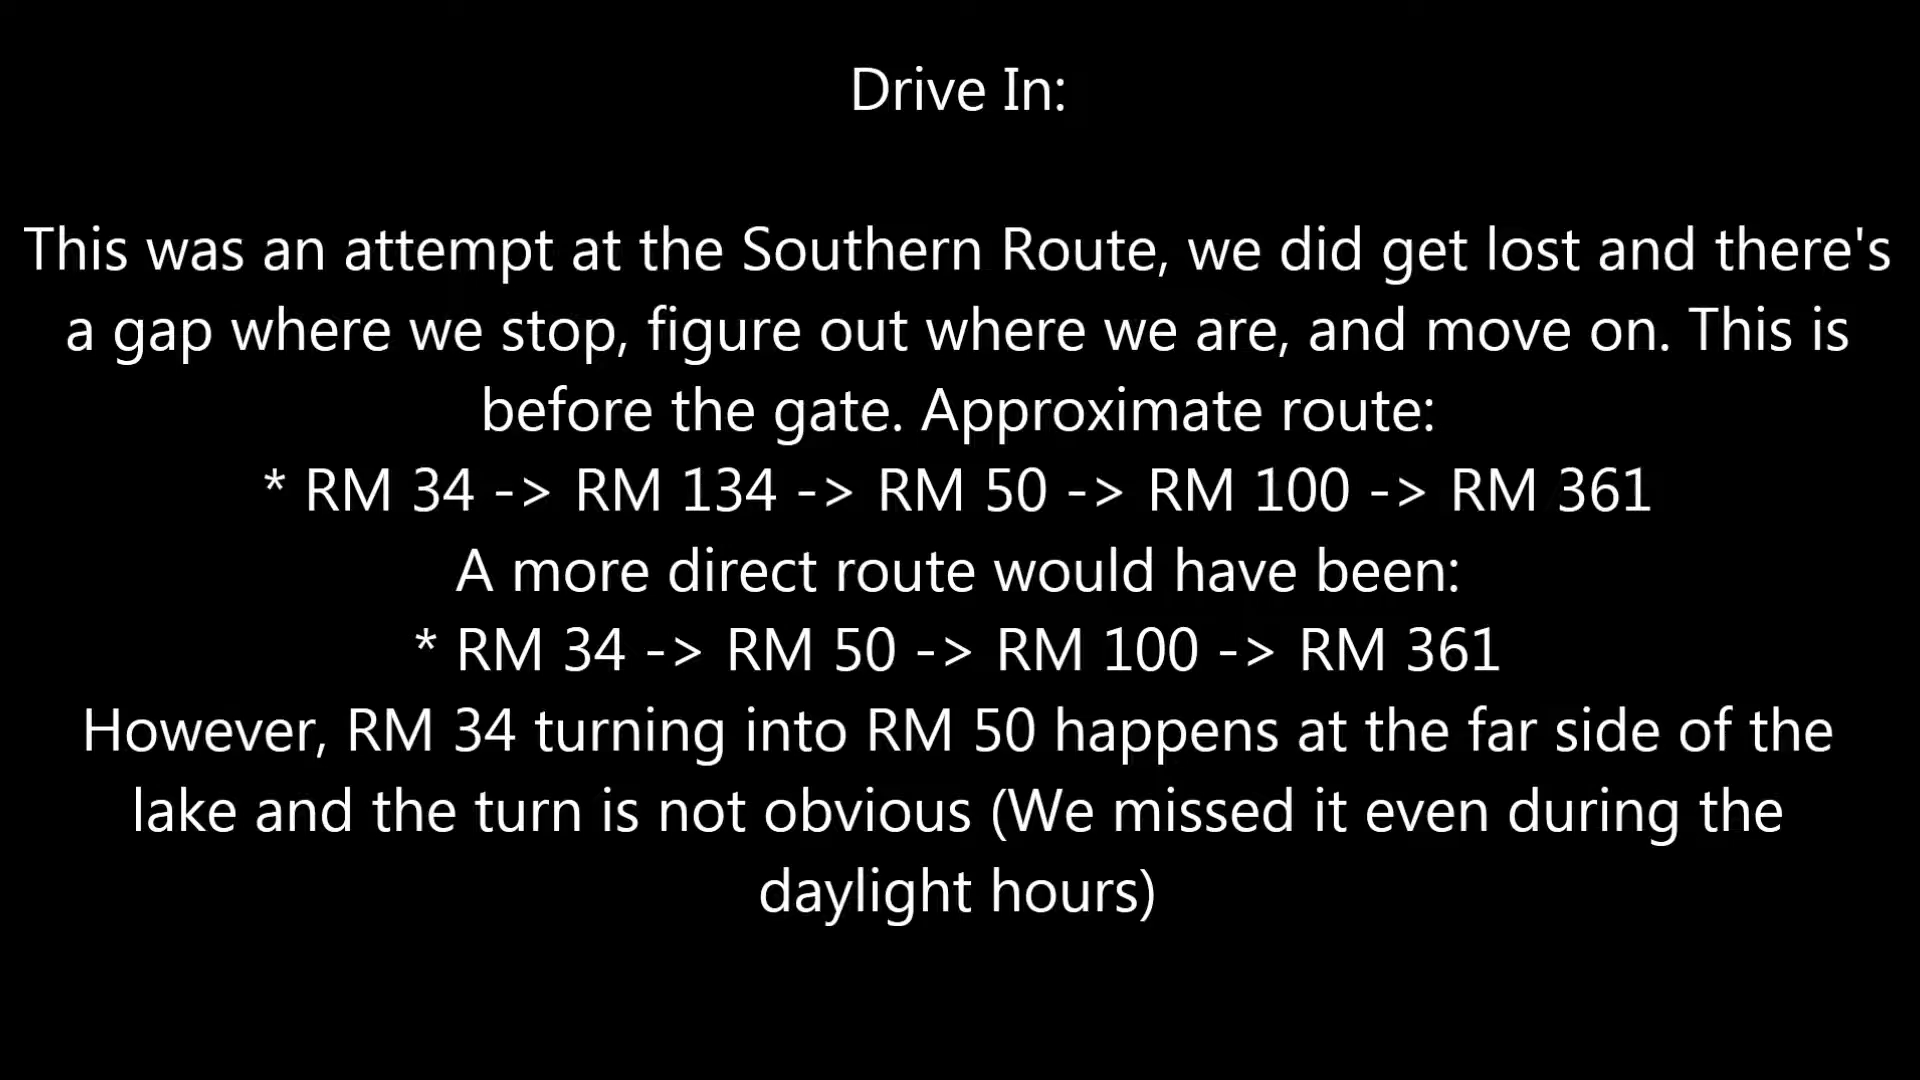 Drive In:
This was an attempt at the Southern Route, we did get lost and there's
a gap where we stop, figure out where we are, and move on. This is
before the gate. Approximate route:
* RM 34 -> RM 134 -> RM 50 -> RM 100 -> RM 361
A more direct route would have been:
* RM 34 -> RM 50 -> RM 100 -> RM 361
However, RM 34 turning into RM 50 happens at the far side of the
lake and the turn is not obvious (We missed it even during the
daylight hours)